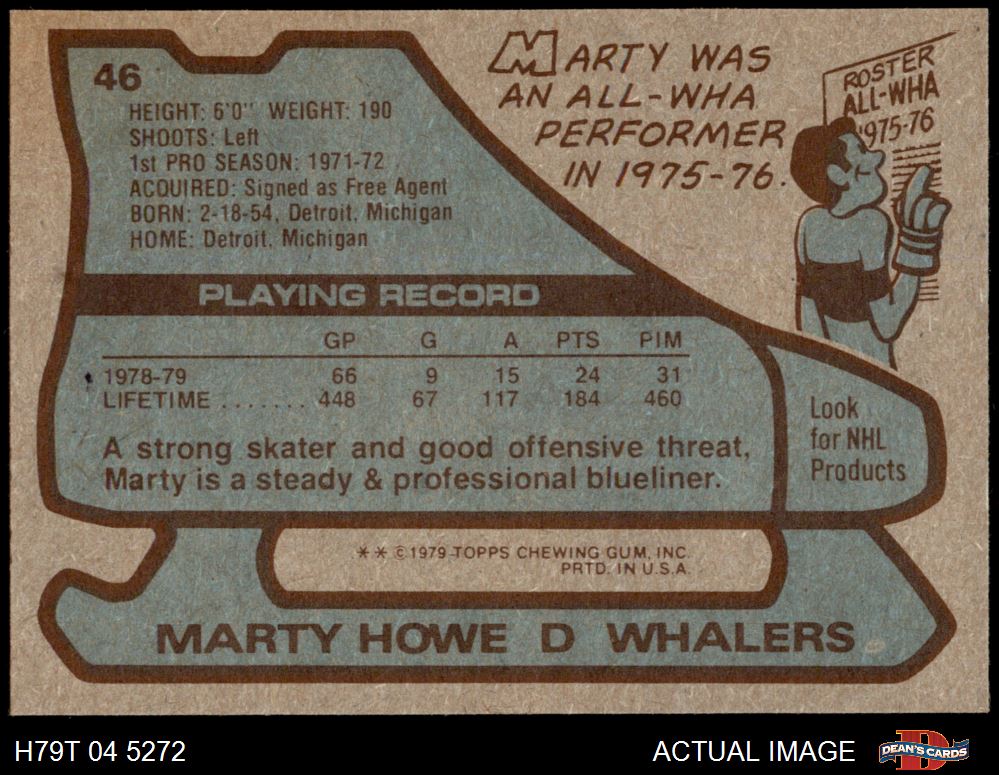 46
HEIGHT: 6'0" WEIGHT: 190
SHOOTS: Left
1st PRO SEASON: 1971-72
ACQUIRED: Signed as Free Agent
BORN: 2-18-54, Detroit, Michigan
HOME: Detroit, Michigan
MARTY WAS
AN ALL-WHA
PERFORMER
IN 1975-76.
ROSTER
ALL-WHA
1975-76
PLAYING RECORD
GP G A PTS PIM
1978-79 66 9 15 24 31
LIFETIME ....... 448 67 117 184 460
A strong skater and good offensive threat,
Marty is a steady & professional blueliner.
Look
for NHL
Products
** ©1979 TOPPS CHEWING GUM, INC.
PRTD. IN U.S.A.
MARTY HOWE D WHALERS
H79T 04 5272 ACTUAL IMAGE D DEAN'S CARDS